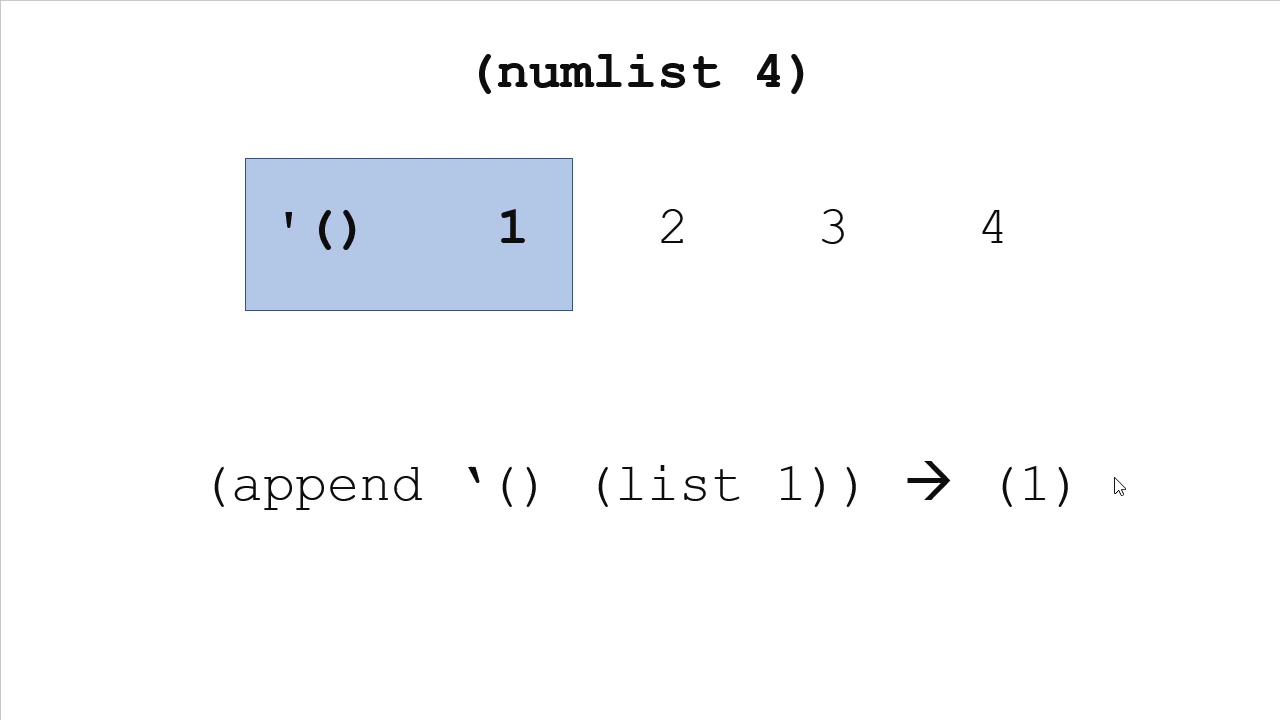 (numlist 4)
'() 1 2 3 4
(append ‘() (list 1)) → (1)